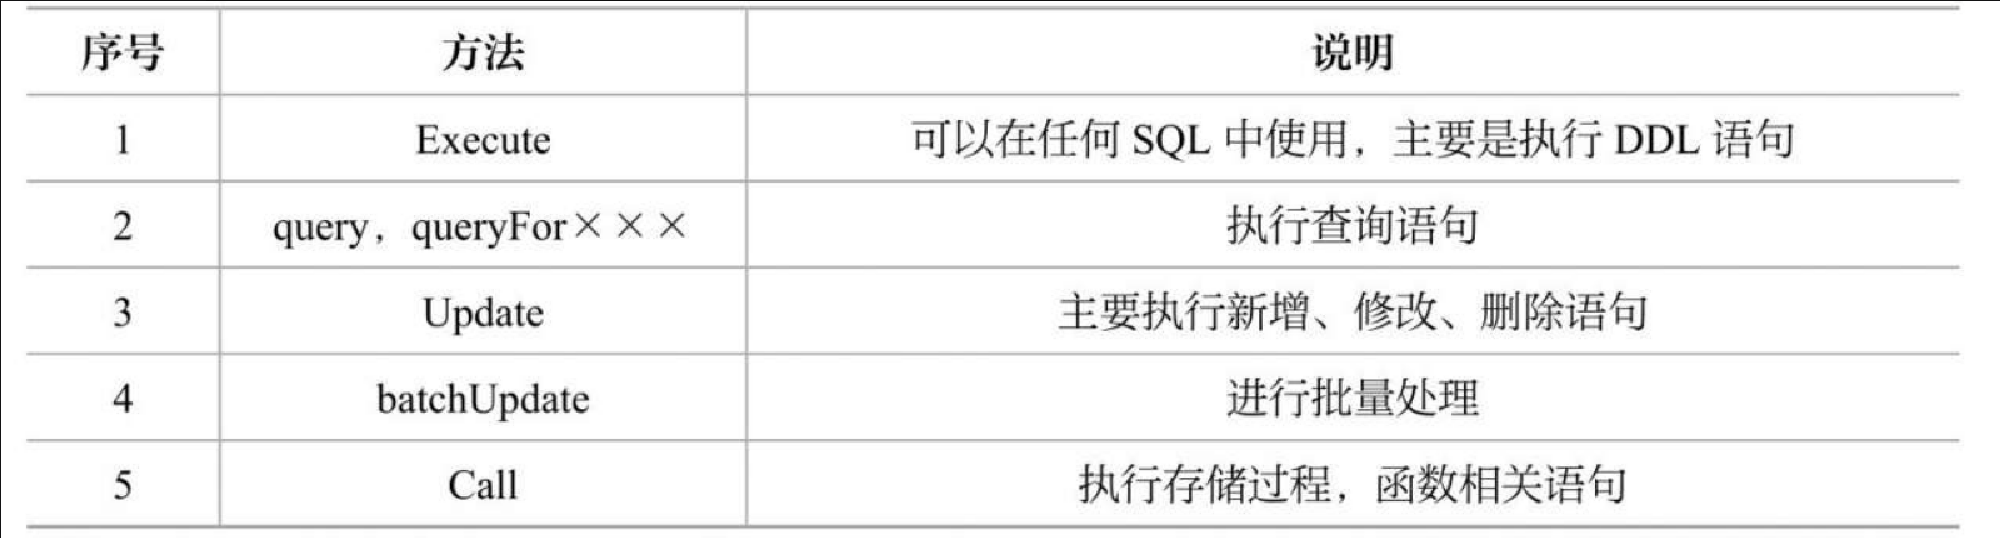 序号 方法 说明
1 Execute 可以在任何 SQL 中使用，主要是执行 DDL 语句
2 query，queryFor××× 执行查询语句
3 Update 主要执行新增、修改、删除语句
4 batchUpdate 进行批量处理
5 Call 执行存储过程，函数相关语句